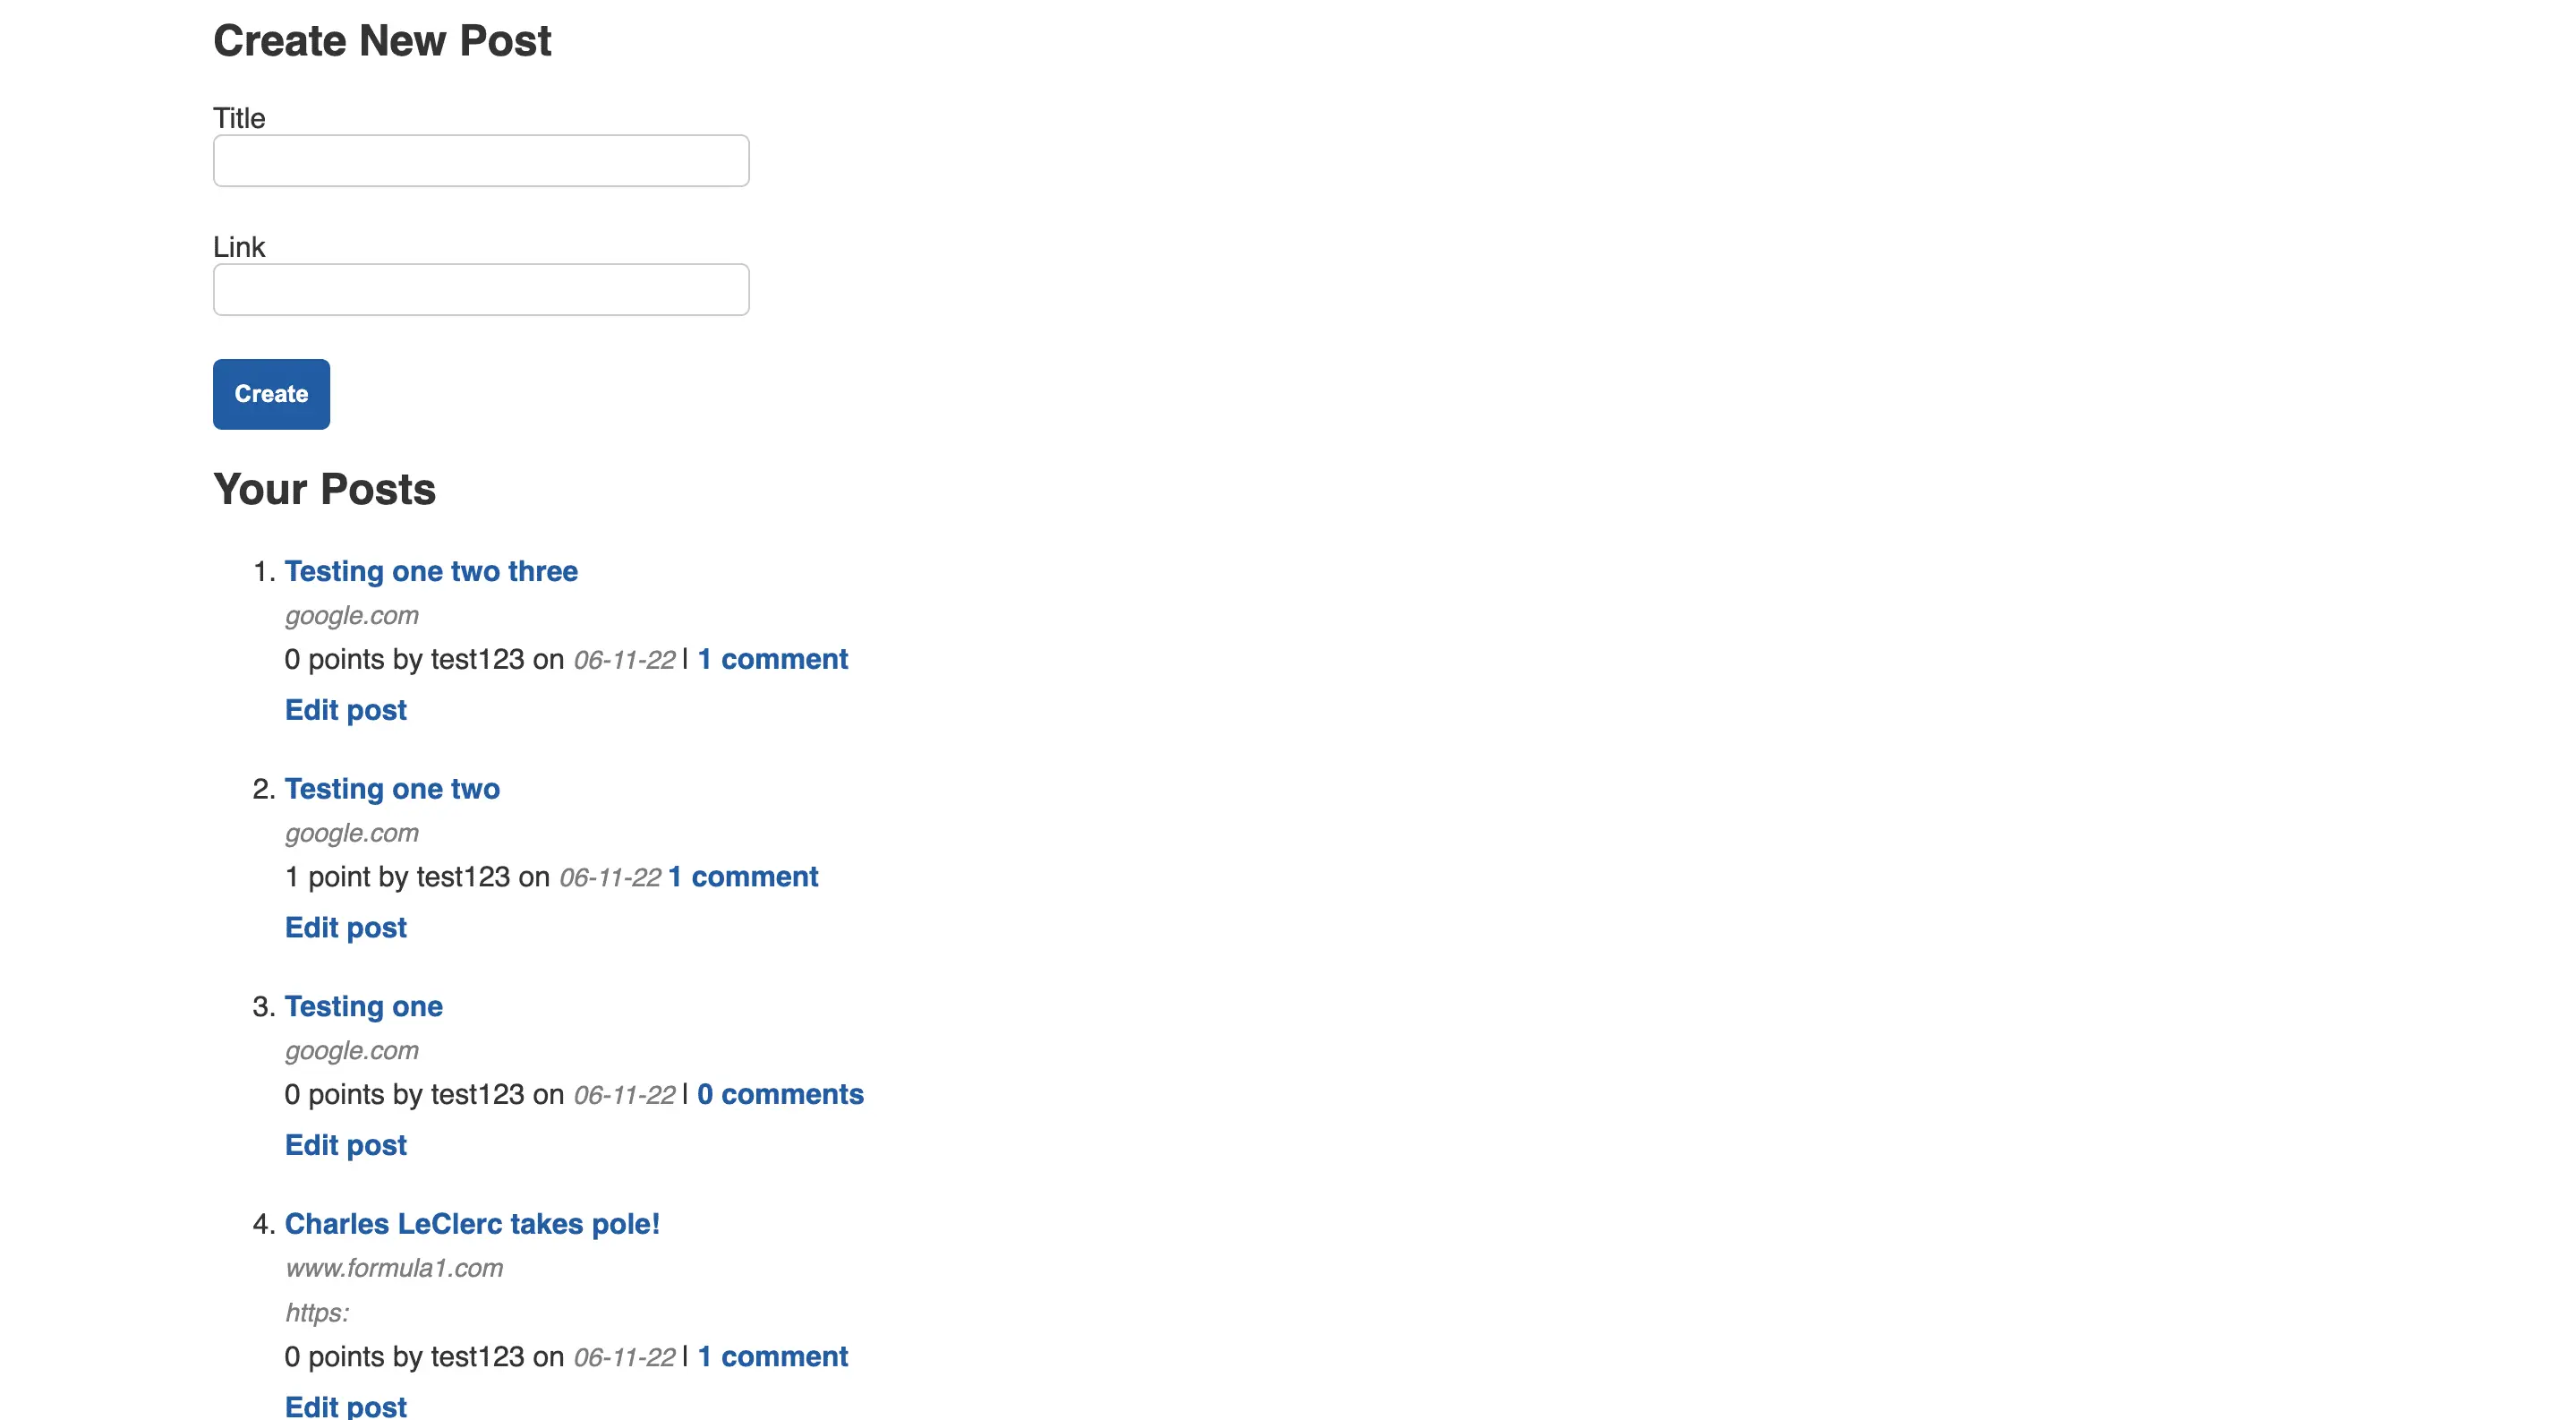 Create New Post
Title
Link
Create
Your Posts
1. Testing one two three
google.com
0 points by test123 on 06-11-22 | 1 comment
Edit post
2. Testing one two
google.com
1 point by test123 on 06-11-22 1 comment
Edit post
3. Testing one
google.com
0 points by test123 on 06-11-22 | 0 comments
Edit post
4. Charles LeClerc takes pole!
www.formula1.com
https:
0 points by test123 on 06-11-22 | 1 comment
Edit post